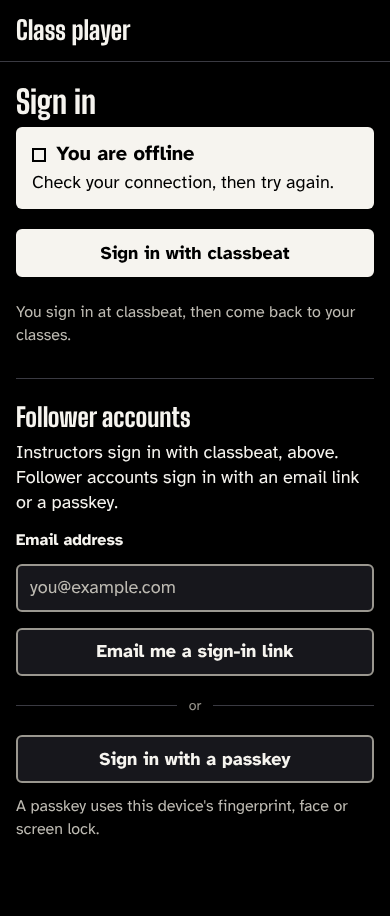 Class player
Sign in
You are offline
Check your connection, then try again.
Sign in with classbeat
You sign in at classbeat, then come back to your
classes.
Follower accounts
Instructors sign in with classbeat, above.
Follower accounts sign in with an email link
or a passkey.
Email address
you@example.com
Email me a sign-in link
or
Sign in with a passkey
A passkey uses this device's fingerprint, face or
screen lock.